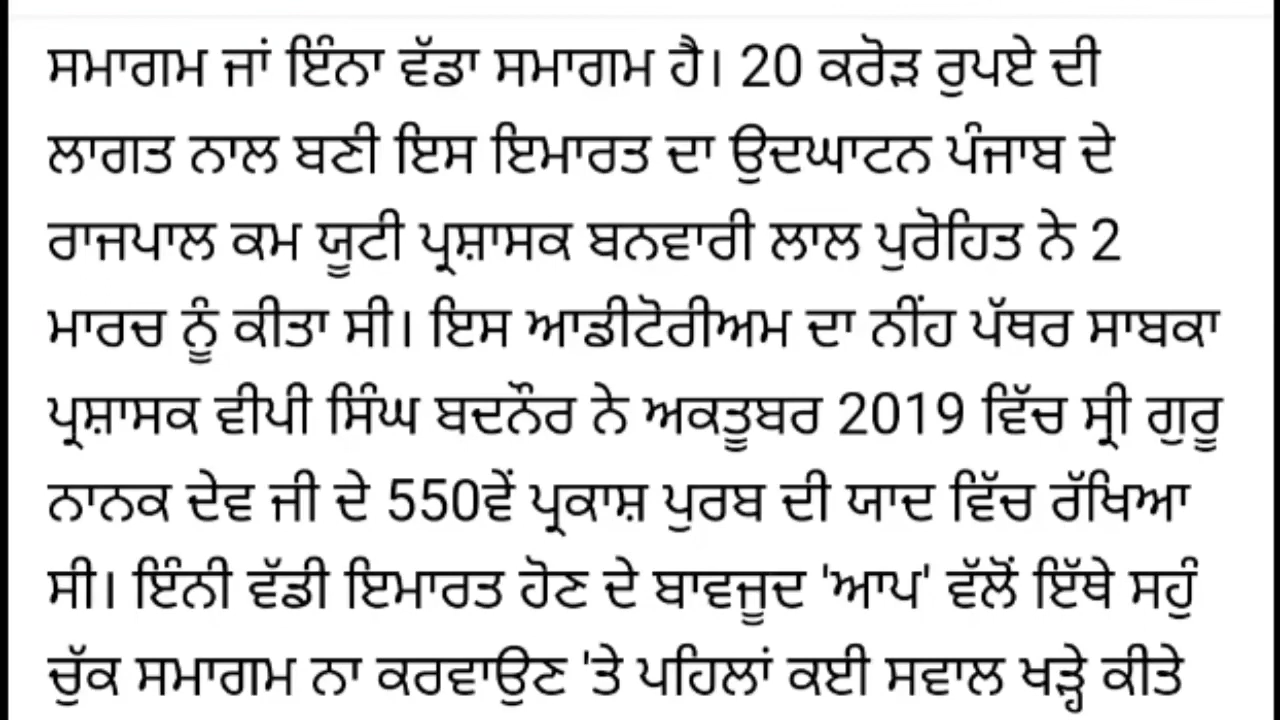 ਸਮਾਗਮ ਜਾਂ ਇੰਨਾ ਵੱਡਾ ਸਮਾਗਮ ਹੈ। 20 ਕਰੋੜ ਰੁਪਏ ਦੀ
ਲਾਗਤ ਨਾਲ ਬਣੀ ਇਸ ਇਮਾਰਤ ਦਾ ਉਦਘਾਟਨ ਪੰਜਾਬ ਦੇ
ਰਾਜਪਾਲ ਕਮ ਯੂਟੀ ਪ੍ਰਸ਼ਾਸਕ ਬਨਵਾਰੀ ਲਾਲ ਪੁਰੋਹਿਤ ਨੇ 2
ਮਾਰਚ ਨੂੰ ਕੀਤਾ ਸੀ। ਇਸ ਆਡੀਟੋਰੀਅਮ ਦਾ ਨੀਂਹ ਪੱਥਰ ਸਾਬਕਾ
ਪ੍ਰਸ਼ਾਸਕ ਵੀਪੀ ਸਿੰਘ ਬਦਨੌਰ ਨੇ ਅਕਤੂਬਰ 2019 ਵਿੱਚ ਸ੍ਰੀ ਗੁਰੂ
ਨਾਨਕ ਦੇਵ ਜੀ ਦੇ 550ਵੇਂ ਪ੍ਰਕਾਸ਼ ਪੁਰਬ ਦੀ ਯਾਦ ਵਿੱਚ ਰੱਖਿਆ
ਸੀ। ਇੰਨੀ ਵੱਡੀ ਇਮਾਰਤ ਹੋਣ ਦੇ ਬਾਵਜੂਦ 'ਆਪ' ਵੱਲੋਂ ਇੱਥੇ ਸਹੁੰ
ਚੁੱਕ ਸਮਾਗਮ ਨਾ ਕਰਵਾਉਣ 'ਤੇ ਪਹਿਲਾਂ ਕਈ ਸਵਾਲ ਖੜ੍ਹੇ ਕੀਤੇ